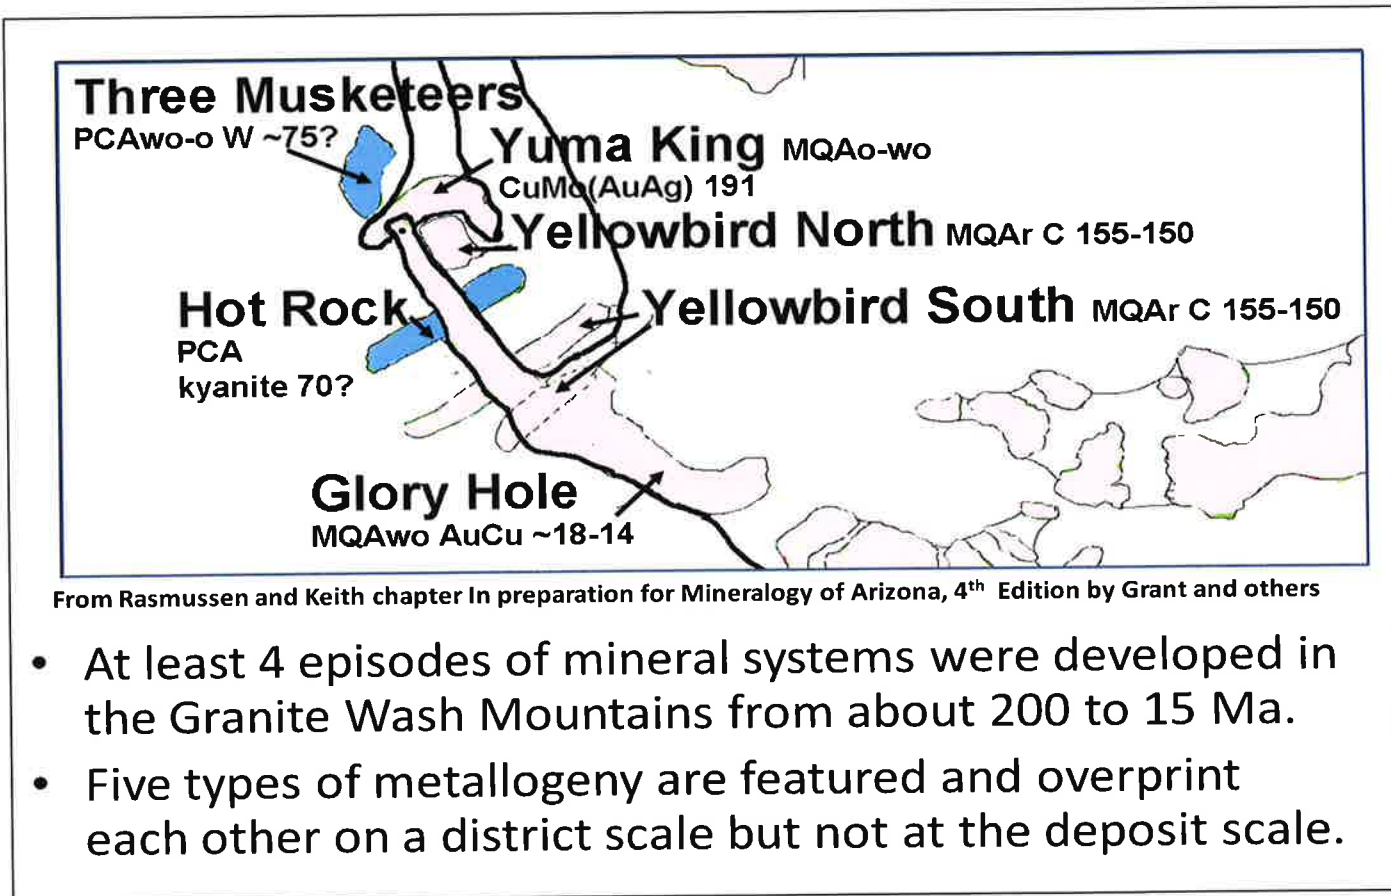 Three Musketeers
PCAwo-o W ~75?
Yuma King MQAo-wo
CuMo(AuAg) 191
Yellowbird North MQAr C 155-150
Hot Rock
PCA
kyanite 70?
Yellowbird South MQAr C 155-150
Glory Hole
MQAwo AuCu ~18-14
From Rasmussen and Keith chapter In preparation for Mineralogy of Arizona, 4th Edition by Grant and others
• At least 4 episodes of mineral systems were developed in
the Granite Wash Mountains from about 200 to 15 Ma.
• Five types of metallogeny are featured and overprint
each other on a district scale but not at the deposit scale.